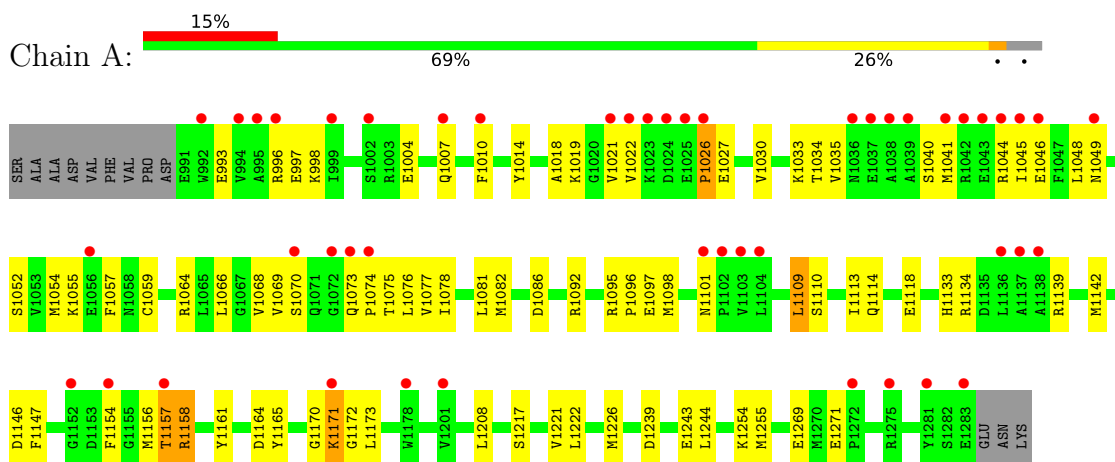 15%
Chain A:
69% 26% • •
SER ALA ALA ASP VAL PHE VAL PRO ASP E991 W992 E993 V994 A995 R996 E997 K998 I999 S1002 R1003 E1004 Q1007 F1010 Y1014 A1018 K1019 G1020 V1021 V1022 K1023 D1024 E1025 P1026 E1027 V1030 K1033 T1034 V1035 N1036 E1037 A1038 A1039 S1040 M1041 R1042 E1043 R1044 I1045 E1046 F1047 L1048 N1049
S1052 V1053 M1054 K1055 E1056 F1057 N1058 C1059 R1064 L1065 L1066 G1067 V1068 V1069 S1070 Q1071 G1072 Q1073 P1074 T1075 L1076 V1077 I1078 L1081 M1082 D1086 R1092 R1095 P1096 E1097 M1098 N1101 P1102 V1103 L1104 L1109 S1110 I1113 Q1114 E1118 H1133 R1134 D1135 L1136 A1137 A1138 R1139 M1142
D1146 F1147 G1152 D1153 F1154 G1155 M1156 T1157 R1158 Y1161 D1164 Y1165 G1170 K1171 G1172 L1173 W1178 V1201 L1208 S1217 V1221 L1222 M1226 D1239 E1243 L1244 K1254 M1255 E1269 M1270 E1271 P1272 R1275 Y1281 S1282 E1283 GLU ASN LYS